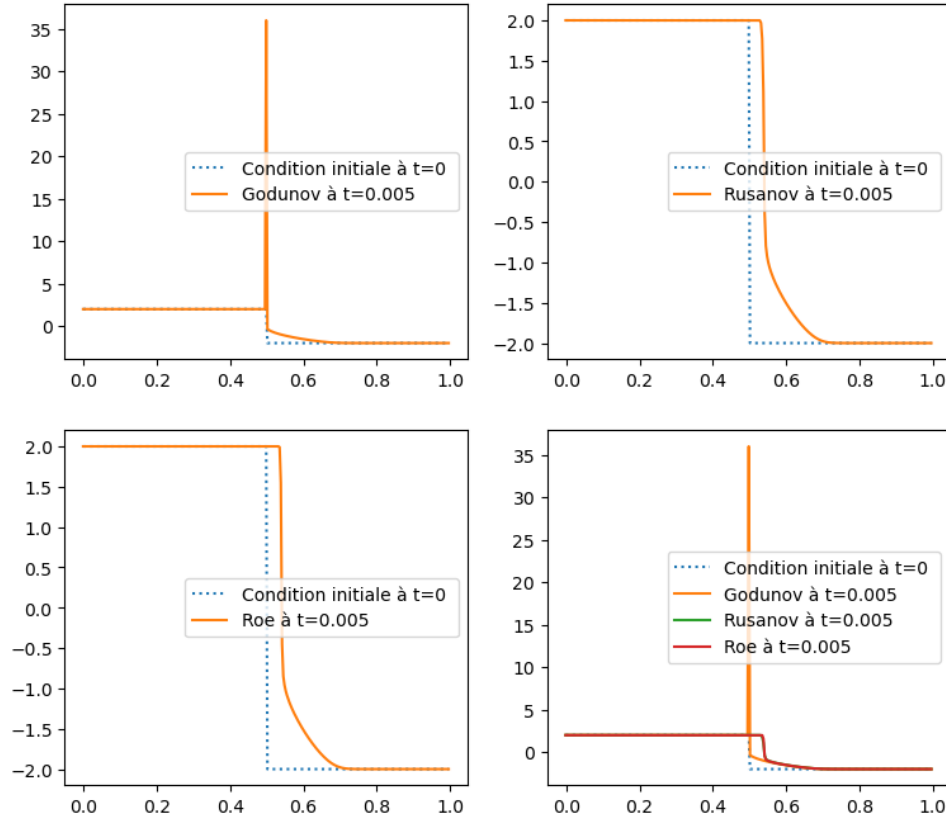 35
30
25
20
15
10
5
0
Condition initiale à t=0
Godunov à t=0.005
0.0 0.2 0.4 0.6 0.8 1.0
2.0
1.5
1.0
0.5
0.0
−0.5
−1.0
−1.5
−2.0
Condition initiale à t=0
Rusanov à t=0.005
0.0 0.2 0.4 0.6 0.8 1.0
2.0
1.5
1.0
0.5
0.0
−0.5
−1.0
−1.5
−2.0
Condition initiale à t=0
Roe à t=0.005
0.0 0.2 0.4 0.6 0.8 1.0
35
30
25
20
15
10
5
0
Condition initiale à t=0
Godunov à t=0.005
Rusanov à t=0.005
Roe à t=0.005
0.0 0.2 0.4 0.6 0.8 1.0